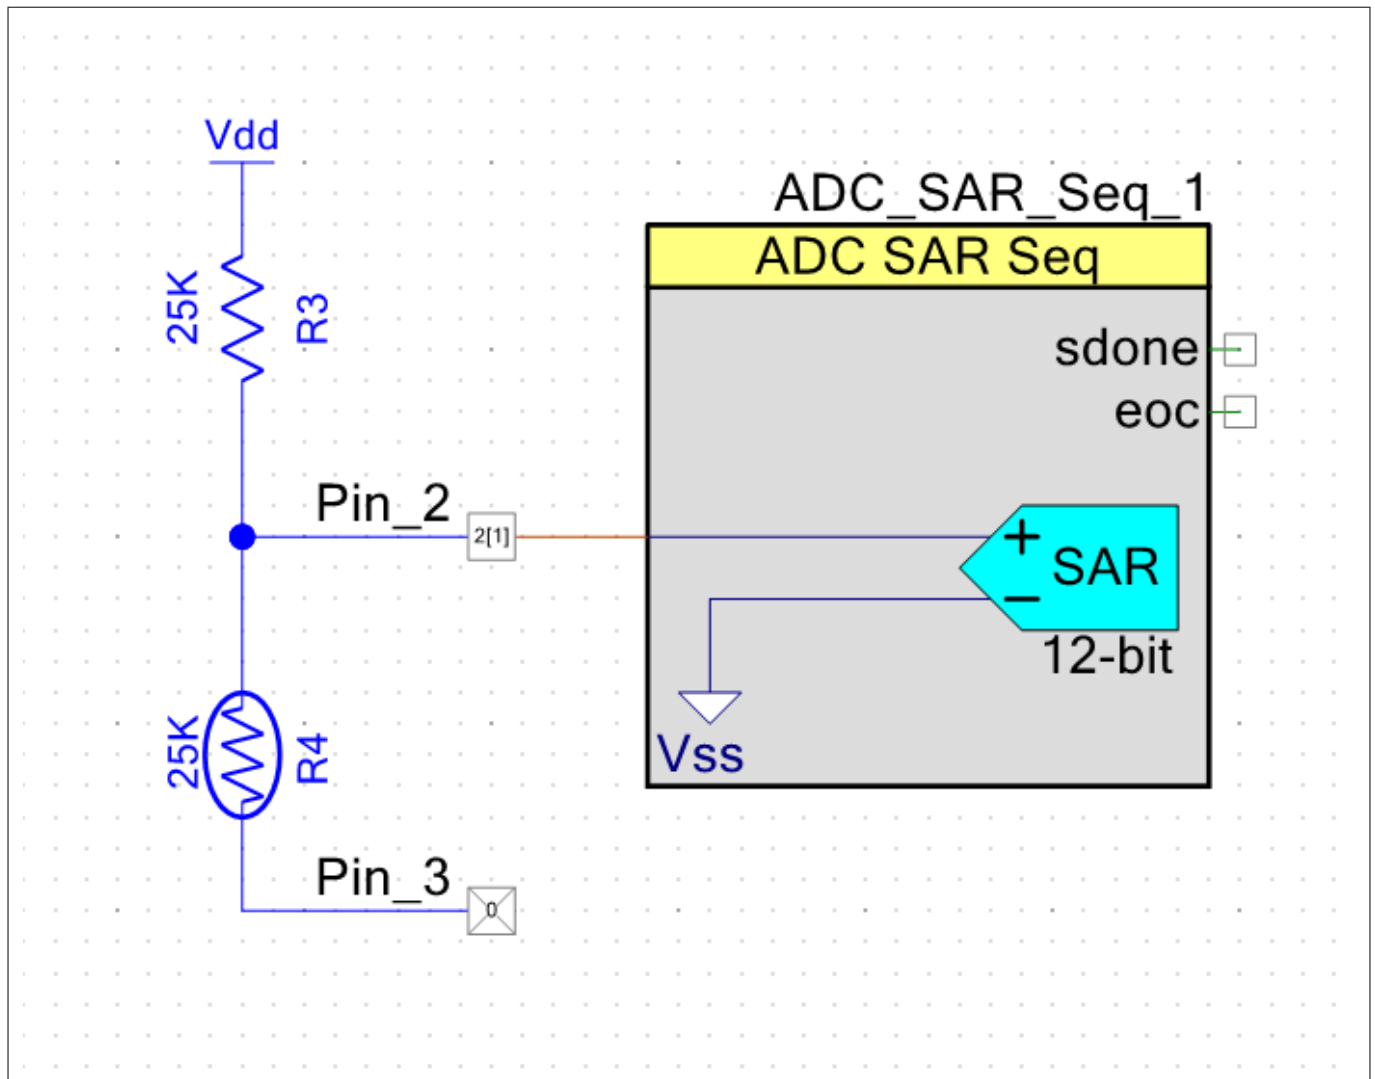 Vdd
25K
R3
Pin_2
2[1]
25K
R4
Pin_3
0
ADC_SAR_Seq_1
ADC SAR Seq
sdone
eoc
+
SAR
−
12-bit
Vss